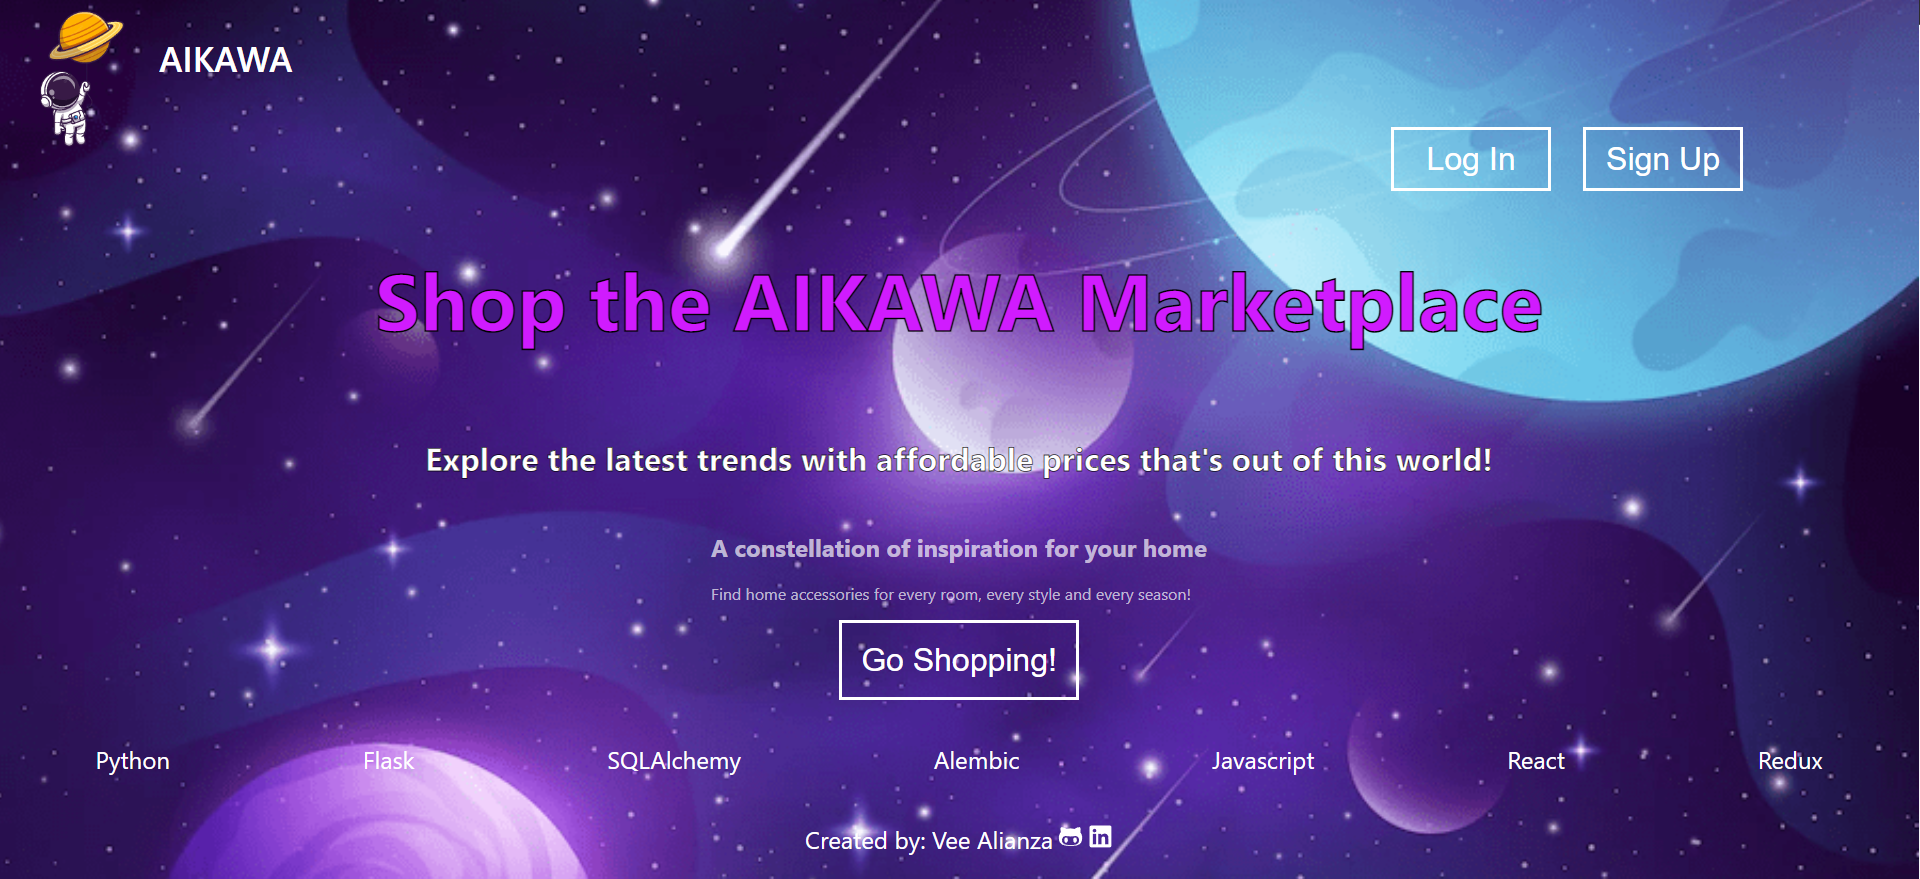 AIKAWA
Log In
Sign Up
Shop the AIKAWA Marketplace
Explore the latest trends with affordable prices that's out of this world!
A constellation of inspiration for your home
Find home accessories for every room, every style and every season!
Go Shopping!
Python Flask SQLAlchemy Alembic Javascript React Redux
Created by: Vee Alianza in